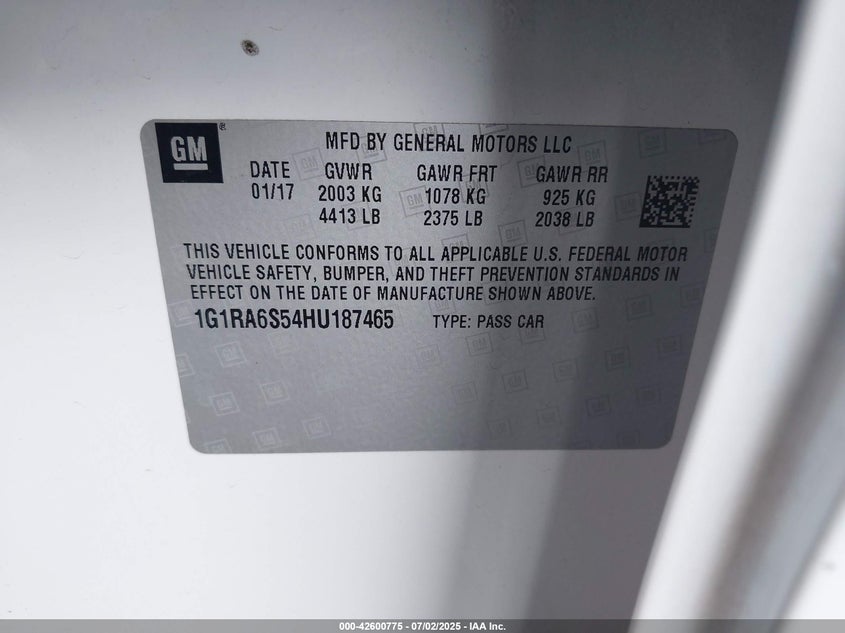 GM®
MFD BY GENERAL MOTORS LLC
DATE GVWR GAWR FRT GAWR RR
01/17 2003 KG 1078 KG 925 KG
4413 LB 2375 LB 2038 LB
THIS VEHICLE CONFORMS TO ALL APPLICABLE U.S. FEDERAL MOTOR
VEHICLE SAFETY, BUMPER, AND THEFT PREVENTION STANDARDS IN
EFFECT ON THE DATE OF MANUFACTURE SHOWN ABOVE.
1G1RA6S54HU187465 TYPE: PASS CAR
000-42600775 - 07/02/2025 - IAA Inc.